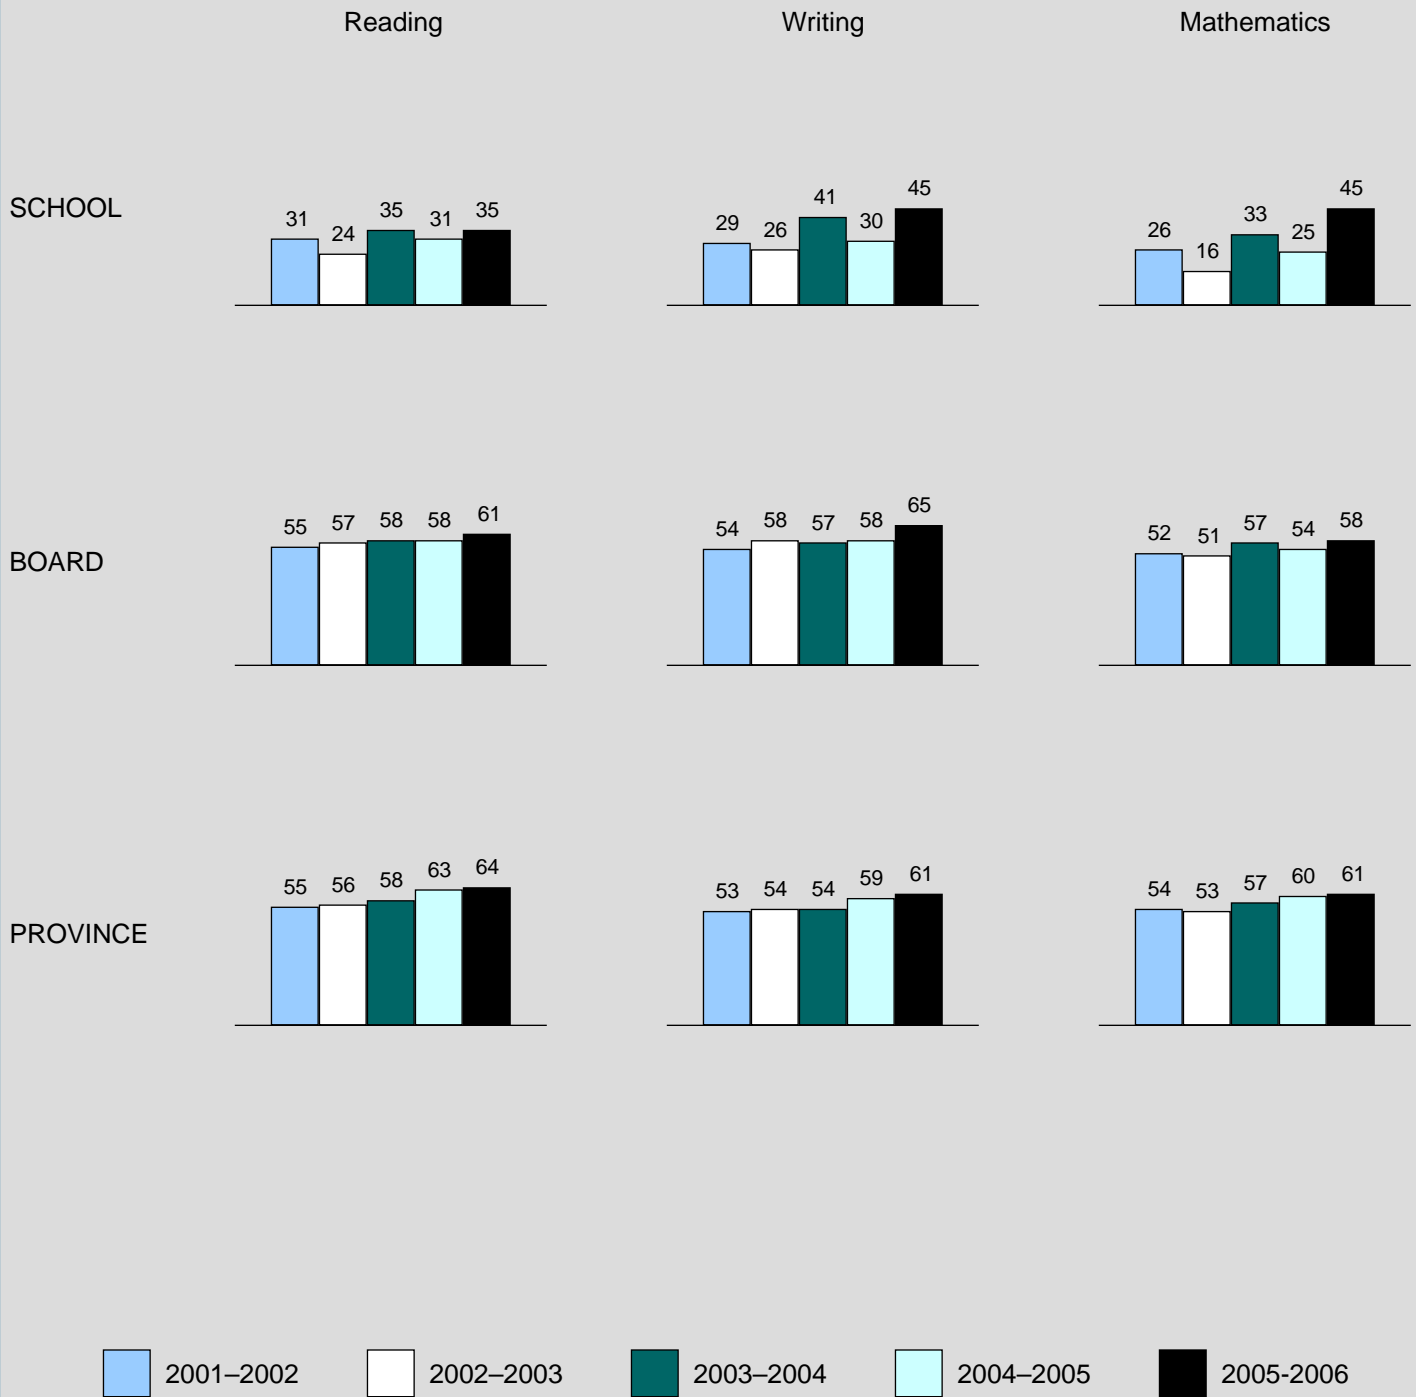 Reading Writing Mathematics
SCHOOL
31 24 35 31 35
29 26 41 30 45
26 16 33 25 45
BOARD
55 57 58 58 61
54 58 57 58 65
52 51 57 54 58
PROVINCE
55 56 58 63 64
53 54 54 59 61
54 53 57 60 61
2001–2002 2002–2003 2003–2004 2004–2005 2005-2006